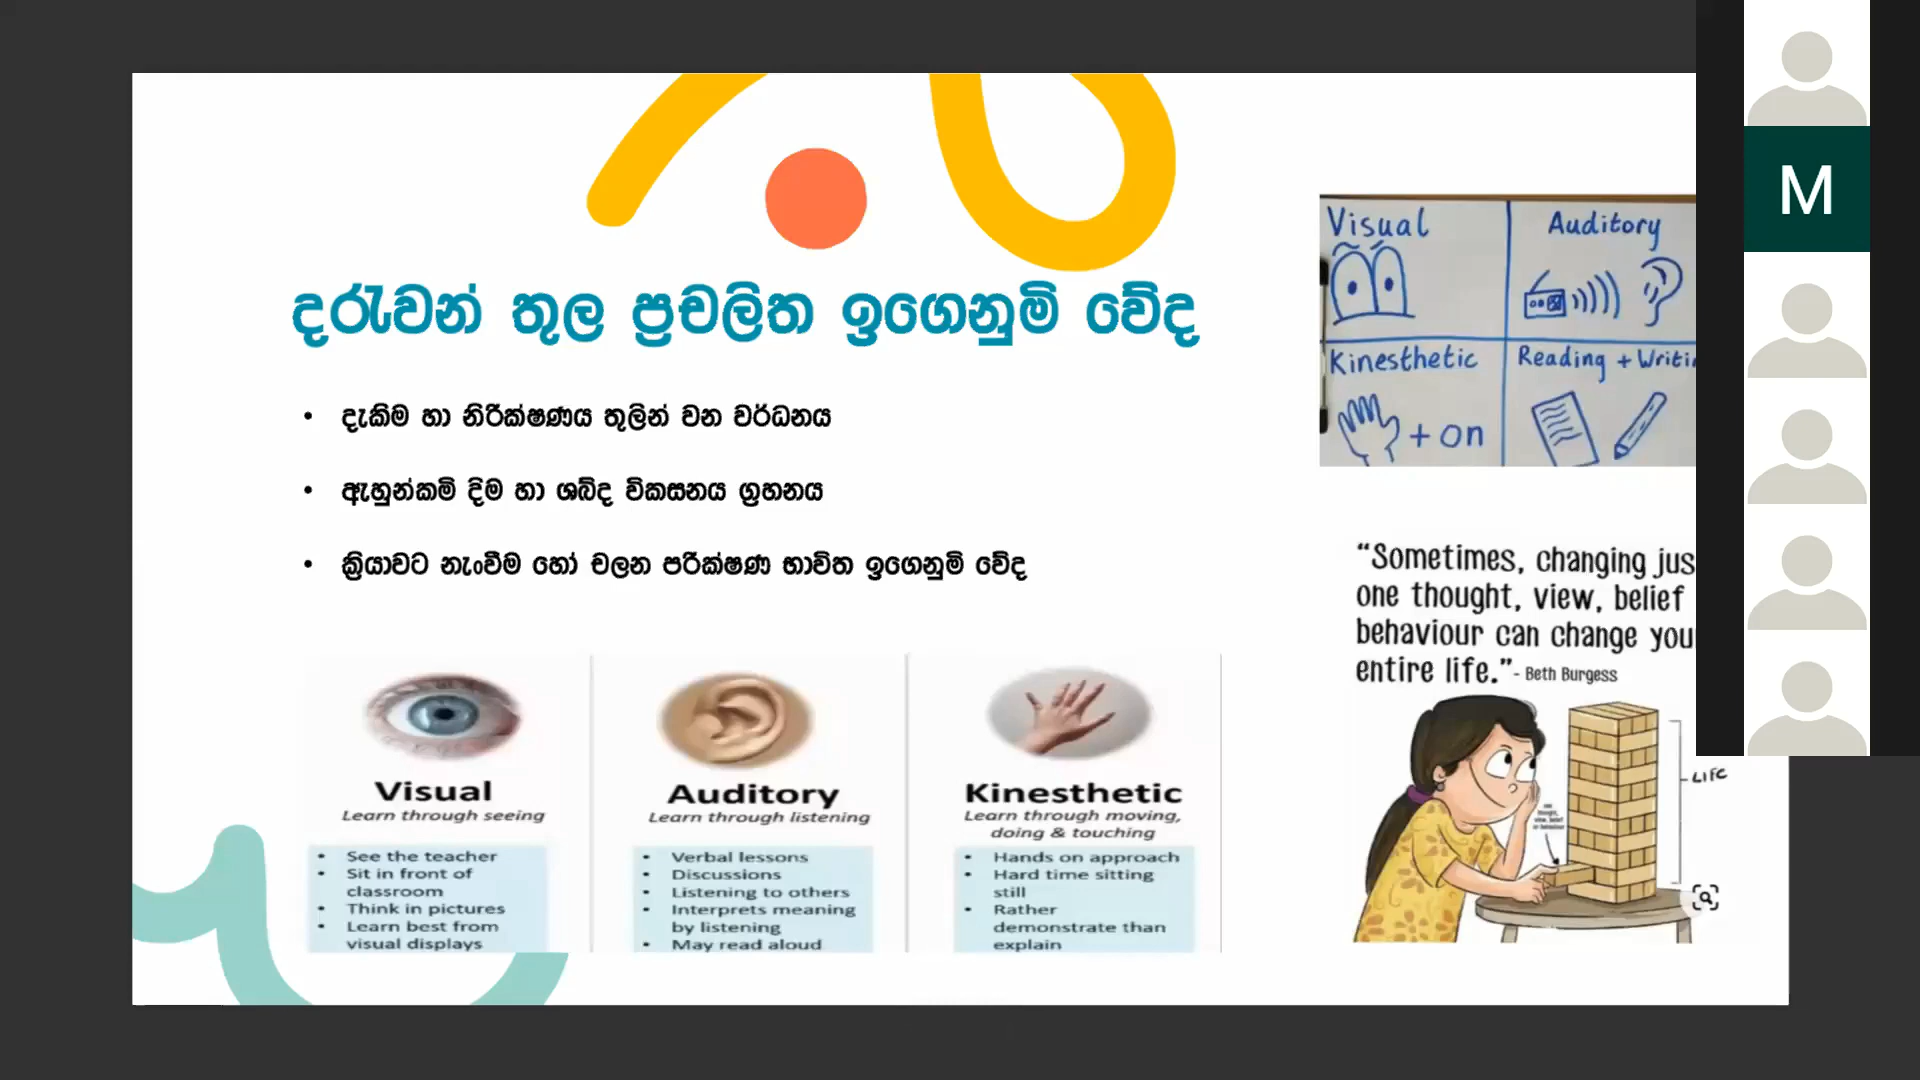 දරුවන් තුල ප්‍රචලිත ඉගෙනුම් වේද
• දැකිම හා නිරික්ෂණය තුලින් වන වර්ධනය
• ඇහුන්කම් දිම හා ශබ්ද විකසනය ග්‍රහනය
• ක්‍රියාවට නැංවීම හෝ චලන පරික්ෂණ භාවිත ඉගෙනුම් වේද
Visual
Learn through seeing
• See the teacher
• Sit in front of
classroom
• Think in pictures
• Learn best from
visual displays
Auditory
Learn through listening
• Verbal lessons
• Discussions
• Listening to others
• Interprets meaning
by listening
• May read aloud
Kinesthetic
Learn through moving,
doing & touching
• Hands on approach
• Hard time sitting
still
• Rather
demonstrate than
explain
Visual
Auditory
Kinesthetic
+ on
Reading + Writi
“Sometimes, changing jus
one thought, view, belief
behaviour can change you
entire life.” - Beth Burgess
LIFE
M